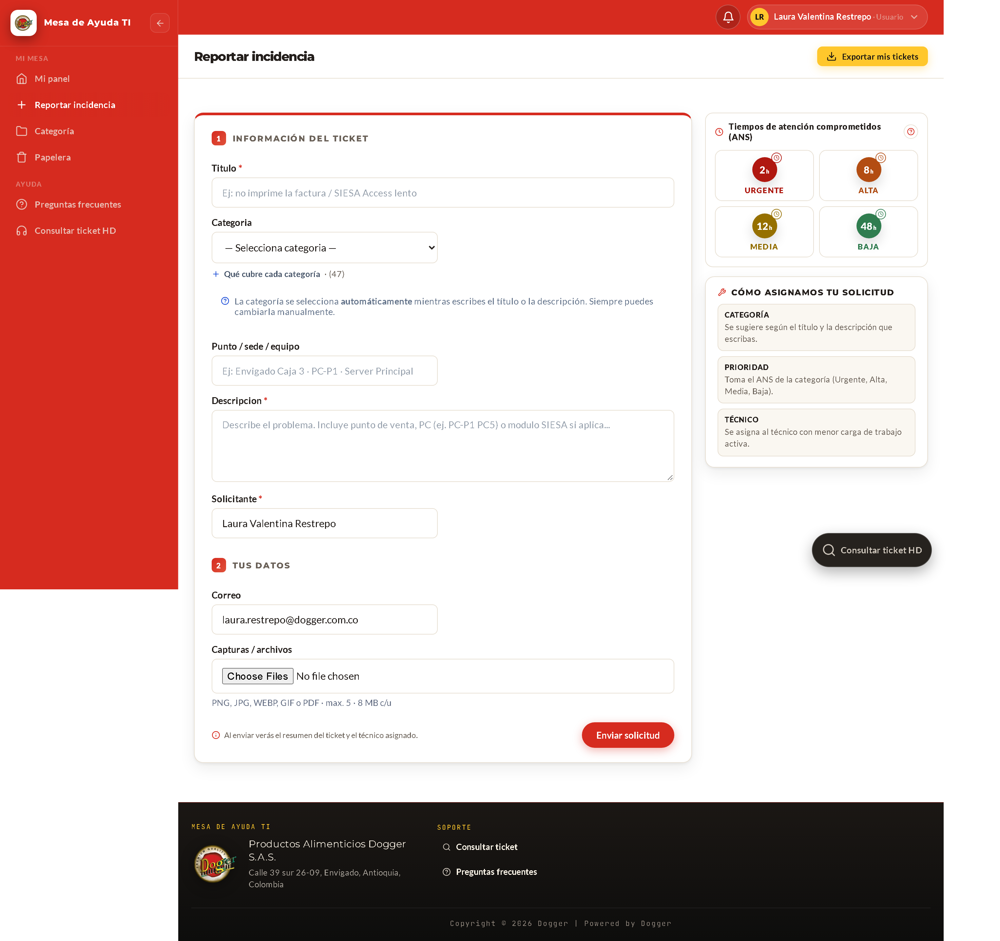 Mesa de Ayuda TI
LR Laura Valentina Restrepo · Usuario
MI MESA
Mi panel
Reportar incidencia
Categoría
Papelera
AYUDA
Preguntas frecuentes
Consultar ticket HD
Reportar incidencia
Exportar mis tickets
1 INFORMACIÓN DEL TICKET
Titulo *
Ej: no imprime la factura / SIESA Access lento
Categoria
— Selecciona categoria —
+ Qué cubre cada categoría · (47)
La categoría se selecciona automáticamente mientras escribes el título o la descripción. Siempre puedes
cambiarla manualmente.
Punto / sede / equipo
Ej: Envigado Caja 3 · PC-P1 · Server Principal
Descripcion *
Describe el problema. Incluye punto de venta, PC (ej. PC-P1 PC5) o modulo SIESA si aplica...
Solicitante *
Laura Valentina Restrepo
2 TUS DATOS
Correo
laura.restrepo@dogger.com.co
Capturas / archivos
Choose Files No file chosen
PNG, JPG, WEBP, GIF o PDF · max. 5 · 8 MB c/u
Al enviar verás el resumen del ticket y el técnico asignado.
Enviar solicitud
Tiempos de atención comprometidos
(ANS)
2h
URGENTE
8h
ALTA
12h
MEDIA
48h
BAJA
CÓMO ASIGNAMOS TU SOLICITUD
CATEGORÍA
Se sugiere según el título y la descripción que
escribas.
PRIORIDAD
Toma el ANS de la categoría (Urgente, Alta,
Media, Baja).
TÉCNICO
Se asigna al técnico con menor carga de trabajo
activa.
Consultar ticket HD
MESA DE AYUDA TI
PREMIUM QUALITY
Dogger
Productos Alimenticios Dogger
S.A.S.
Calle 39 sur 26-09, Envigado, Antioquia,
Colombia
SOPORTE
Consultar ticket
Preguntas frecuentes
Copyright © 2026 Dogger | Powered by Dogger